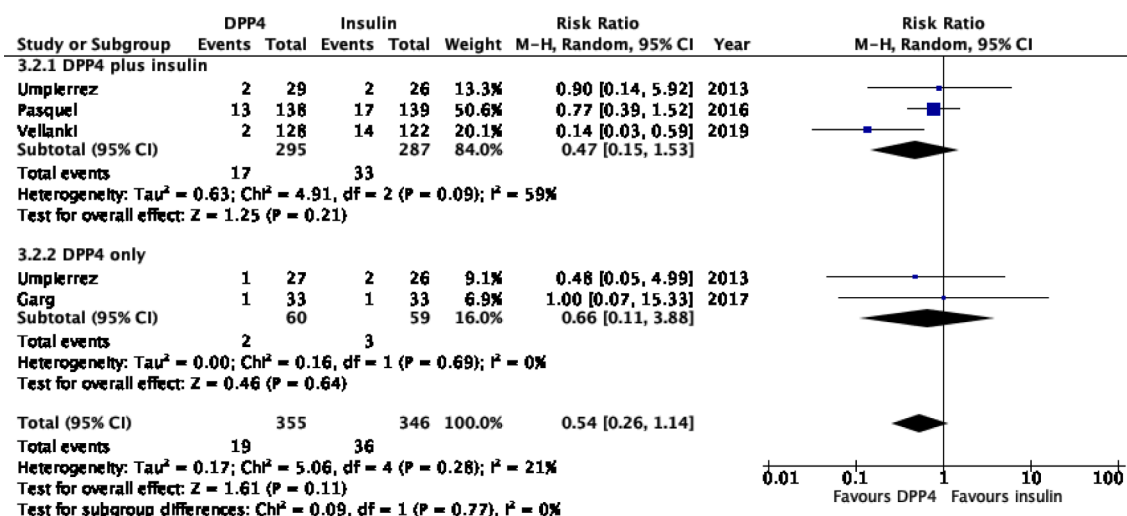 DPP4 Insulin Risk Ratio Risk Ratio
Study or Subgroup Events Total Events Total Weight M-H, Random, 95% CI Year M-H, Random, 95% CI
3.2.1 DPP4 plus insulin
Umpierrez 2 29 2 26 13.3% 0.90 [0.14, 5.92] 2013
Pasquel 13 138 17 139 50.6% 0.77 [0.39, 1.52] 2016
Vellanki 2 128 14 122 20.1% 0.14 [0.03, 0.59] 2019
Subtotal (95% CI) 295 287 84.0% 0.47 [0.15, 1.53]
Total events 17 33
Heterogeneity: Tau² = 0.63; Chi² = 4.91, df = 2 (P = 0.09); I² = 59%
Test for overall effect: Z = 1.25 (P = 0.21)
3.2.2 DPP4 only
Umpierrez 1 27 2 26 9.1% 0.48 [0.05, 4.99] 2013
Garg 1 33 1 33 6.9% 1.00 [0.07, 15.33] 2017
Subtotal (95% CI) 60 59 16.0% 0.66 [0.11, 3.88]
Total events 2 3
Heterogeneity: Tau² = 0.00; Chi² = 0.16, df = 1 (P = 0.69); I² = 0%
Test for overall effect: Z = 0.46 (P = 0.64)
Total (95% CI) 355 346 100.0% 0.54 [0.26, 1.14]
Total events 19 36
Heterogeneity: Tau² = 0.17; Chi² = 5.06, df = 4 (P = 0.28); I² = 21%
Test for overall effect: Z = 1.61 (P = 0.11)
Test for subgroup differences: Chi² = 0.09, df = 1 (P = 0.77), I² = 0%
0.01 0.1 1 10 100
Favours DPP4 Favours insulin